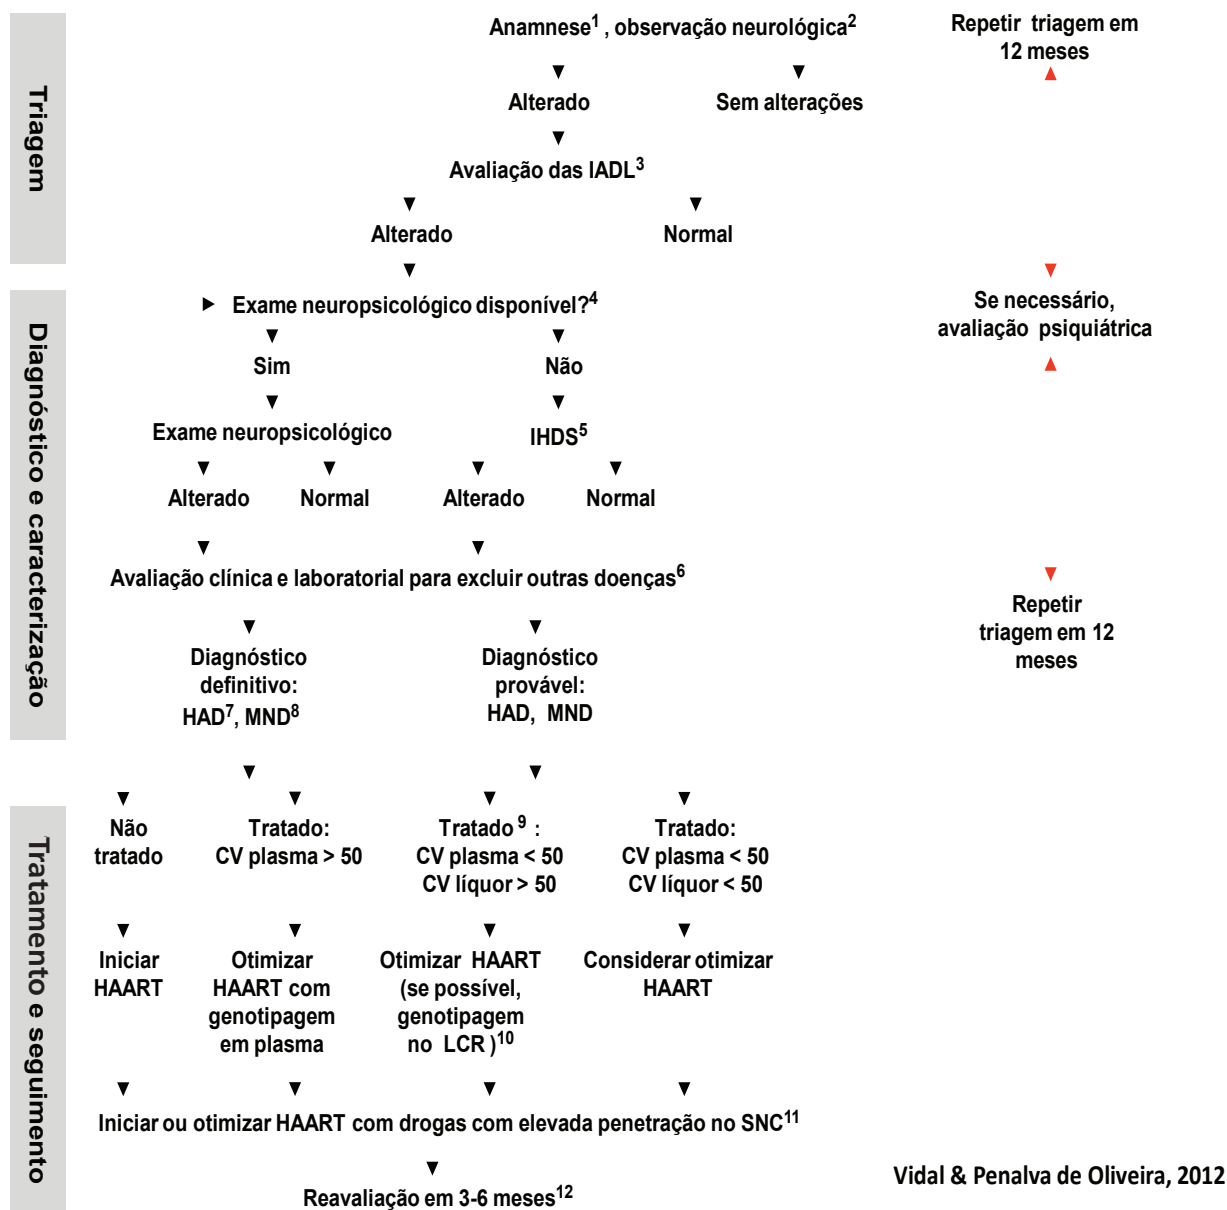 Triagem
Anamnese1 , observação neurológica2
Repetir triagem em
12 meses
Alterado
Sem alterações
Avaliação das IADL3
Alterado
Normal
Diagnóstico e caracterização
Exame neuropsicológico disponível?4
Se necessário,
avaliação psiquiátrica
Sim
Não
Exame neuropsicológico
IHDS5
Alterado
Normal
Alterado
Normal
Avaliação clínica e laboratorial para excluir outras doenças6
Repetir
triagem em 12
meses
Diagnóstico
definitivo:
HAD7, MND8
Diagnóstico
provável:
HAD, MND
Tratamento e seguimento
Não
tratado
Tratado:
CV plasma > 50
Tratado 9 :
CV plasma < 50
CV líquor > 50
Tratado:
CV plasma < 50
CV líquor < 50
Iniciar
HAART
Otimizar
HAART com
genotipagem
em plasma
Otimizar HAART
(se possível,
genotipagem
no LCR )10
Considerar otimizar
HAART
Iniciar ou otimizar HAART com drogas com elevada penetração no SNC11
Reavaliação em 3-6 meses12
Vidal & Penalva de Oliveira, 2012